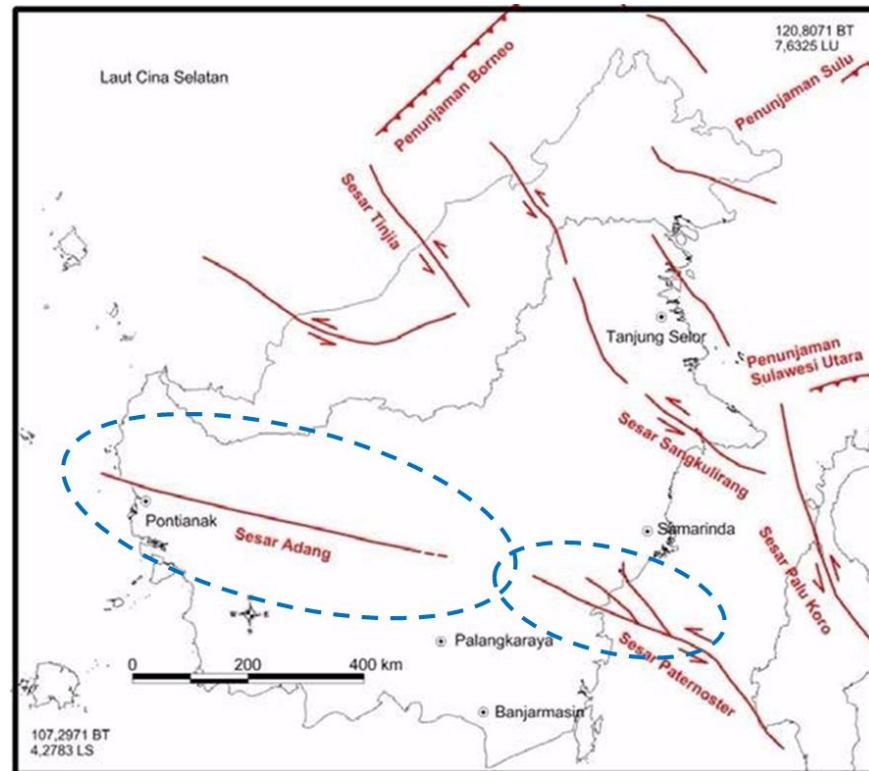 120,8071 BT
7,6325 LU
Laut Cina Selatan
Penunjaman Borneo
Penunjaman Sulu
Sesar Tinjia
Tanjung Selor
Penunjaman
Sulawesi Utara
Sesar Sangkulirang
Pontianak
Sesar Adang
Samarinda
Sesar Palu Koro
W
E
S
Palangkaraya
Sesar Paternoster
0 200 400 km
Banjarmasin
107,2971 BT
4,2783 LS